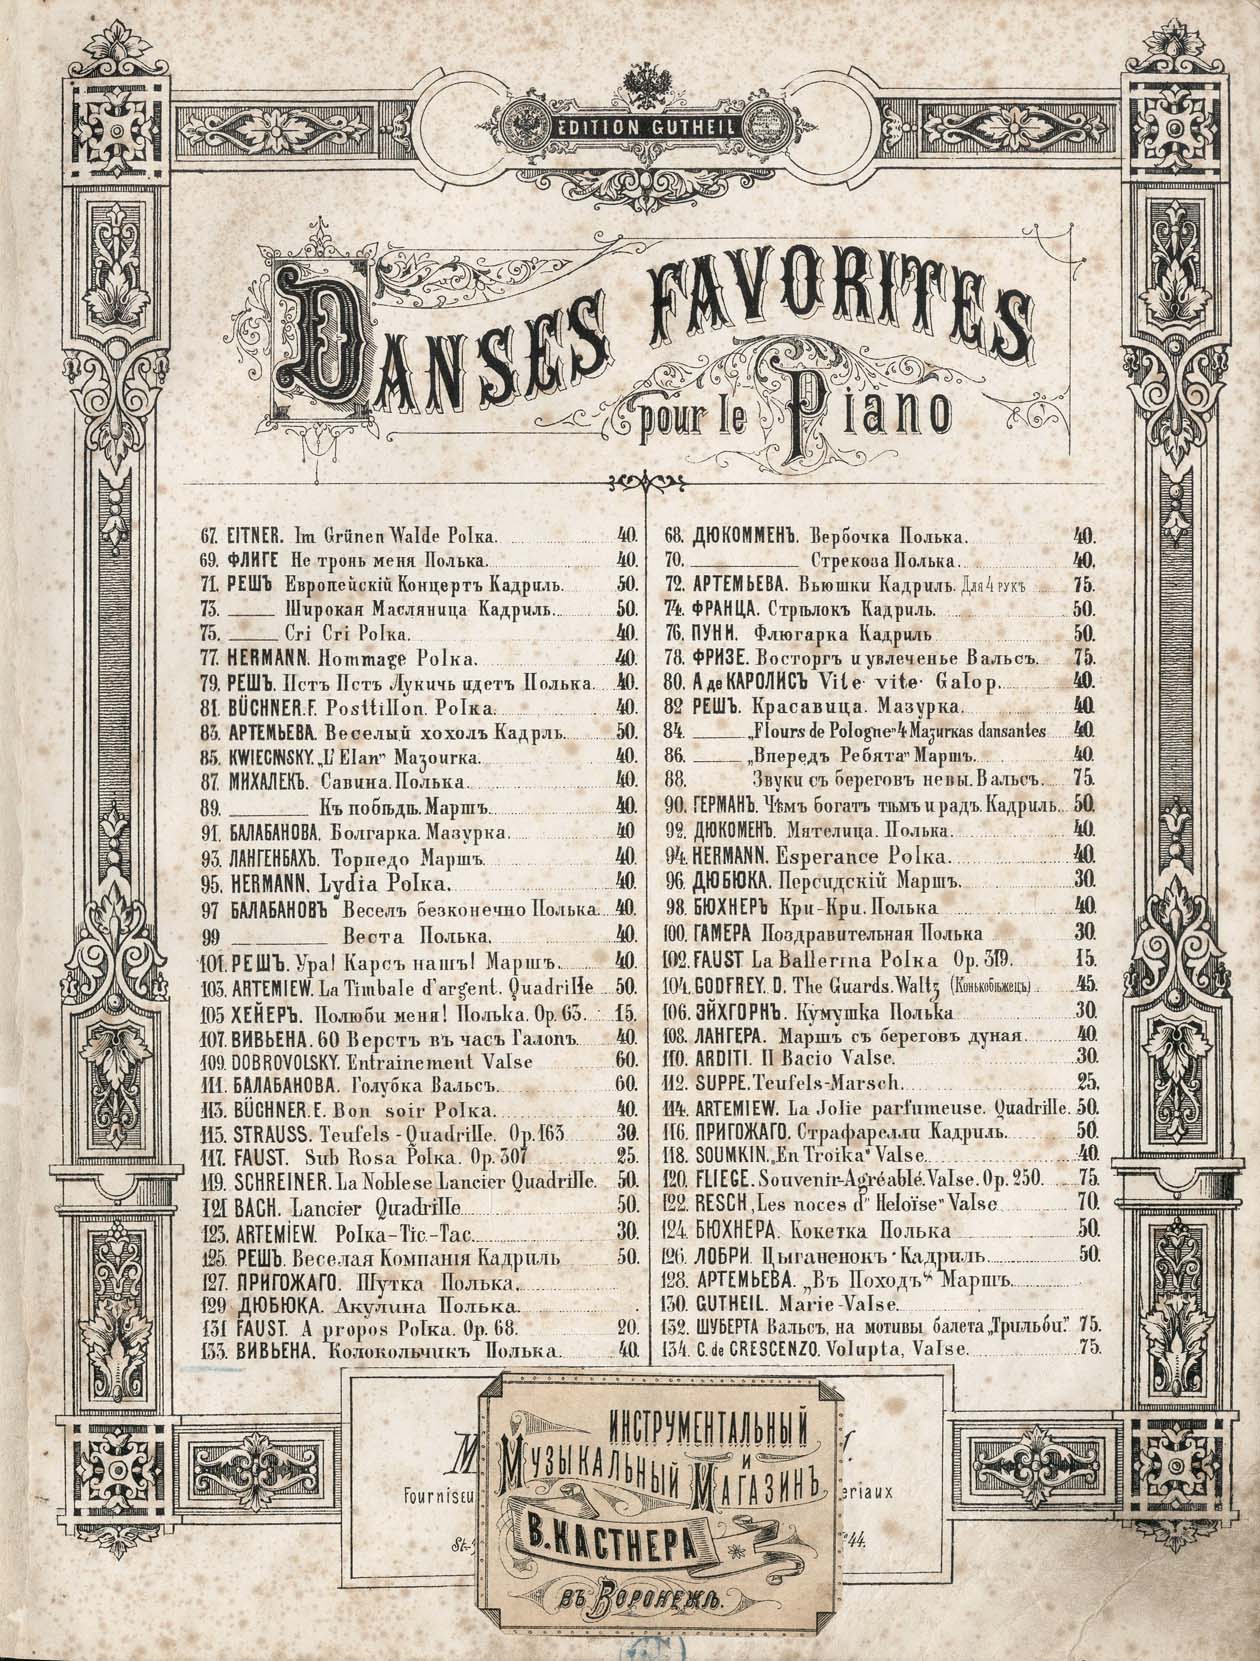 EDITION GUTHEIL
DANSES FAVORITES
pour le Piano
67. EITNER. Im Grünen Walde Polka. 40.
69. ФЛИГЕ Не тронь меня Полька. 40.
71. РЕШЪ Европейскій Концертъ Кадриль. 50.
73. ____ Широкая Масляница Кадриль. 50.
75. ____ Cri Cri Polka. 40.
77. HERMANN. Hommage Polka. 40.
79. РЕШЪ. Пстъ Пстъ Лукичь идетъ Полька. 40.
81. BÜCHNER.F. Posttillon. Polka. 40.
83. АРТЕМЬЕВА. Веселый хохолъ Кадрль. 50.
85. KWIECINSKY. „L'Elan” Mazourka. 40.
87. МИХАЛЕКЪ. Савина. Полька. 40.
89. ____ Къ побѣдѣ. Маршъ. 40.
91. БАЛАБАНОВА. Болгарка. Мазурка. 40
93. ЛАНГЕНБАХЪ. Торпедо Маршъ. 40.
95. HERMANN. Lydia Polka. 40.
97 БАЛАБАНОВЪ Веселъ безконечно Полька. 40.
99 ____ Веста Полька. 40.
101. РЕШЪ. Ура! Карсъ нашъ! Маршъ. 40.
103. ARTEMIEW. La Timbale d'argent. Quadrille 50.
105 ХЕЙЕРЪ. Полюби меня! Полька. Op. 63. 15.
107. ВИВЬЕНА. 60 Верстъ въ часъ Галопъ 40.
109. DOBROVOLSKY. Entrainement Valse 60.
111. БАЛАБАНОВА. Голубка Вальсъ. 60.
113. BÜCHNER.F. Bon soir Polka. 40.
115. STRAUSS. Teufels-Quadrille. Op. 163 30.
117. FAUST. Sub Rosa Polka. Op. 307 25.
119. SCHREINER. La Noblese Lancier Quadrille. 50.
121 BACH. Lancier Quadrille. 50.
123. ARTEMIEW. Polka-Tic-Tac. 30.
125. РЕШЪ. Веселая Компанія Кадриль 50.
127. ПРИГОЖАГО. Шутка Полька.
129 ДЮБЮКА. Акулина Полька.
131 FAUST. A propos Polka. Op. 68. 20.
133. ВИВЬЕНА. Колокольчикъ Полька. 40.
68. ДЮКОММЕНЪ. Вербочка Полька. 40.
70. ____ Стрекоза Полька. 40.
72. АРТЕМЬЕВА. Вьюшки Кадриль. Для 4 рукъ 75.
74. ФРАНЦА. Стрѣлокъ Кадриль. 50.
76. ПУНИ. Флюгарка Кадриль 50.
78. ФРИЗЕ. Восторгъ и увлеченье Вальсъ. 75.
80. А де КАРОЛИСЪ Vite vite Galop. 40.
82 РЕШЪ. Красавица. Мазурка. 40.
84. ____ „Flours de Pologne” 4 Mazurkas dansantes 40.
86. ____ „Впередъ Ребята” Маршъ. 40.
88. Звуки съ береговъ невы. Вальсъ. 75.
90. ГЕРМАНЪ. Чѣмъ богатъ тѣмъ и радъ. Кадриль. 50.
92. ДЮКОМЕНЪ. Мятелица. Полька. 40.
94. HERMANN. Esperance Polka. 40.
96. ДЮБЮКА. Персидскій Маршъ. 30.
98. БЮХНЕРЪ Кри-Кри. Полька 40.
100. ГАМЕРА Поздравительная Полька 30.
102. FAUST La Ballerina Polka Op. 319. 15.
104. GODFREY. D. The Guards. Waltz (Конькобѣжецъ). 45.
106. ЭЙХГОРНЪ. Кумушка Полька 30.
108. ЛАНГЕРА. Маршъ съ береговъ дуная. 40.
110. ARDITI. Il Bacio Valse. 30.
112. SUPPE. Teufels-Marsch. 25.
114. ARTEMIEW. La Jolie parfumeuse. Quadrille. 50.
116. ПРИГОЖАГО. Страфарелли Кадриль. 50.
118. SOUMKIN. „En Troika” Valse. 40.
120. FLIEGE. Souvenir-Agréablé. Valse. Op. 250. 75.
122. RESCH, Les noces d'” Heloïse” Valse 70.
124. БЮХНЕРА. Кокетка Полька 50.
126. ЛОБРИ. Цыганенокъ Кадриль. 50.
128. АРТЕМЬЕВА. „Въ Походъ“ Маршъ.
130. GUTHEIL. Marie-Valse.
132. ШУБЕРТА Вальсъ, на мотивы балета „Трильби.” 75.
134. C. de CRESCENZO. Volupta, Valse. 75.
ИНСТРУМЕНТАЛЬНЫЙ
И
МУЗЫКАЛЬНЫЙ МАГАЗИНЪ
В. КАСТНЕРА
ВЪ ВОРОНЕЖѢ.
44.